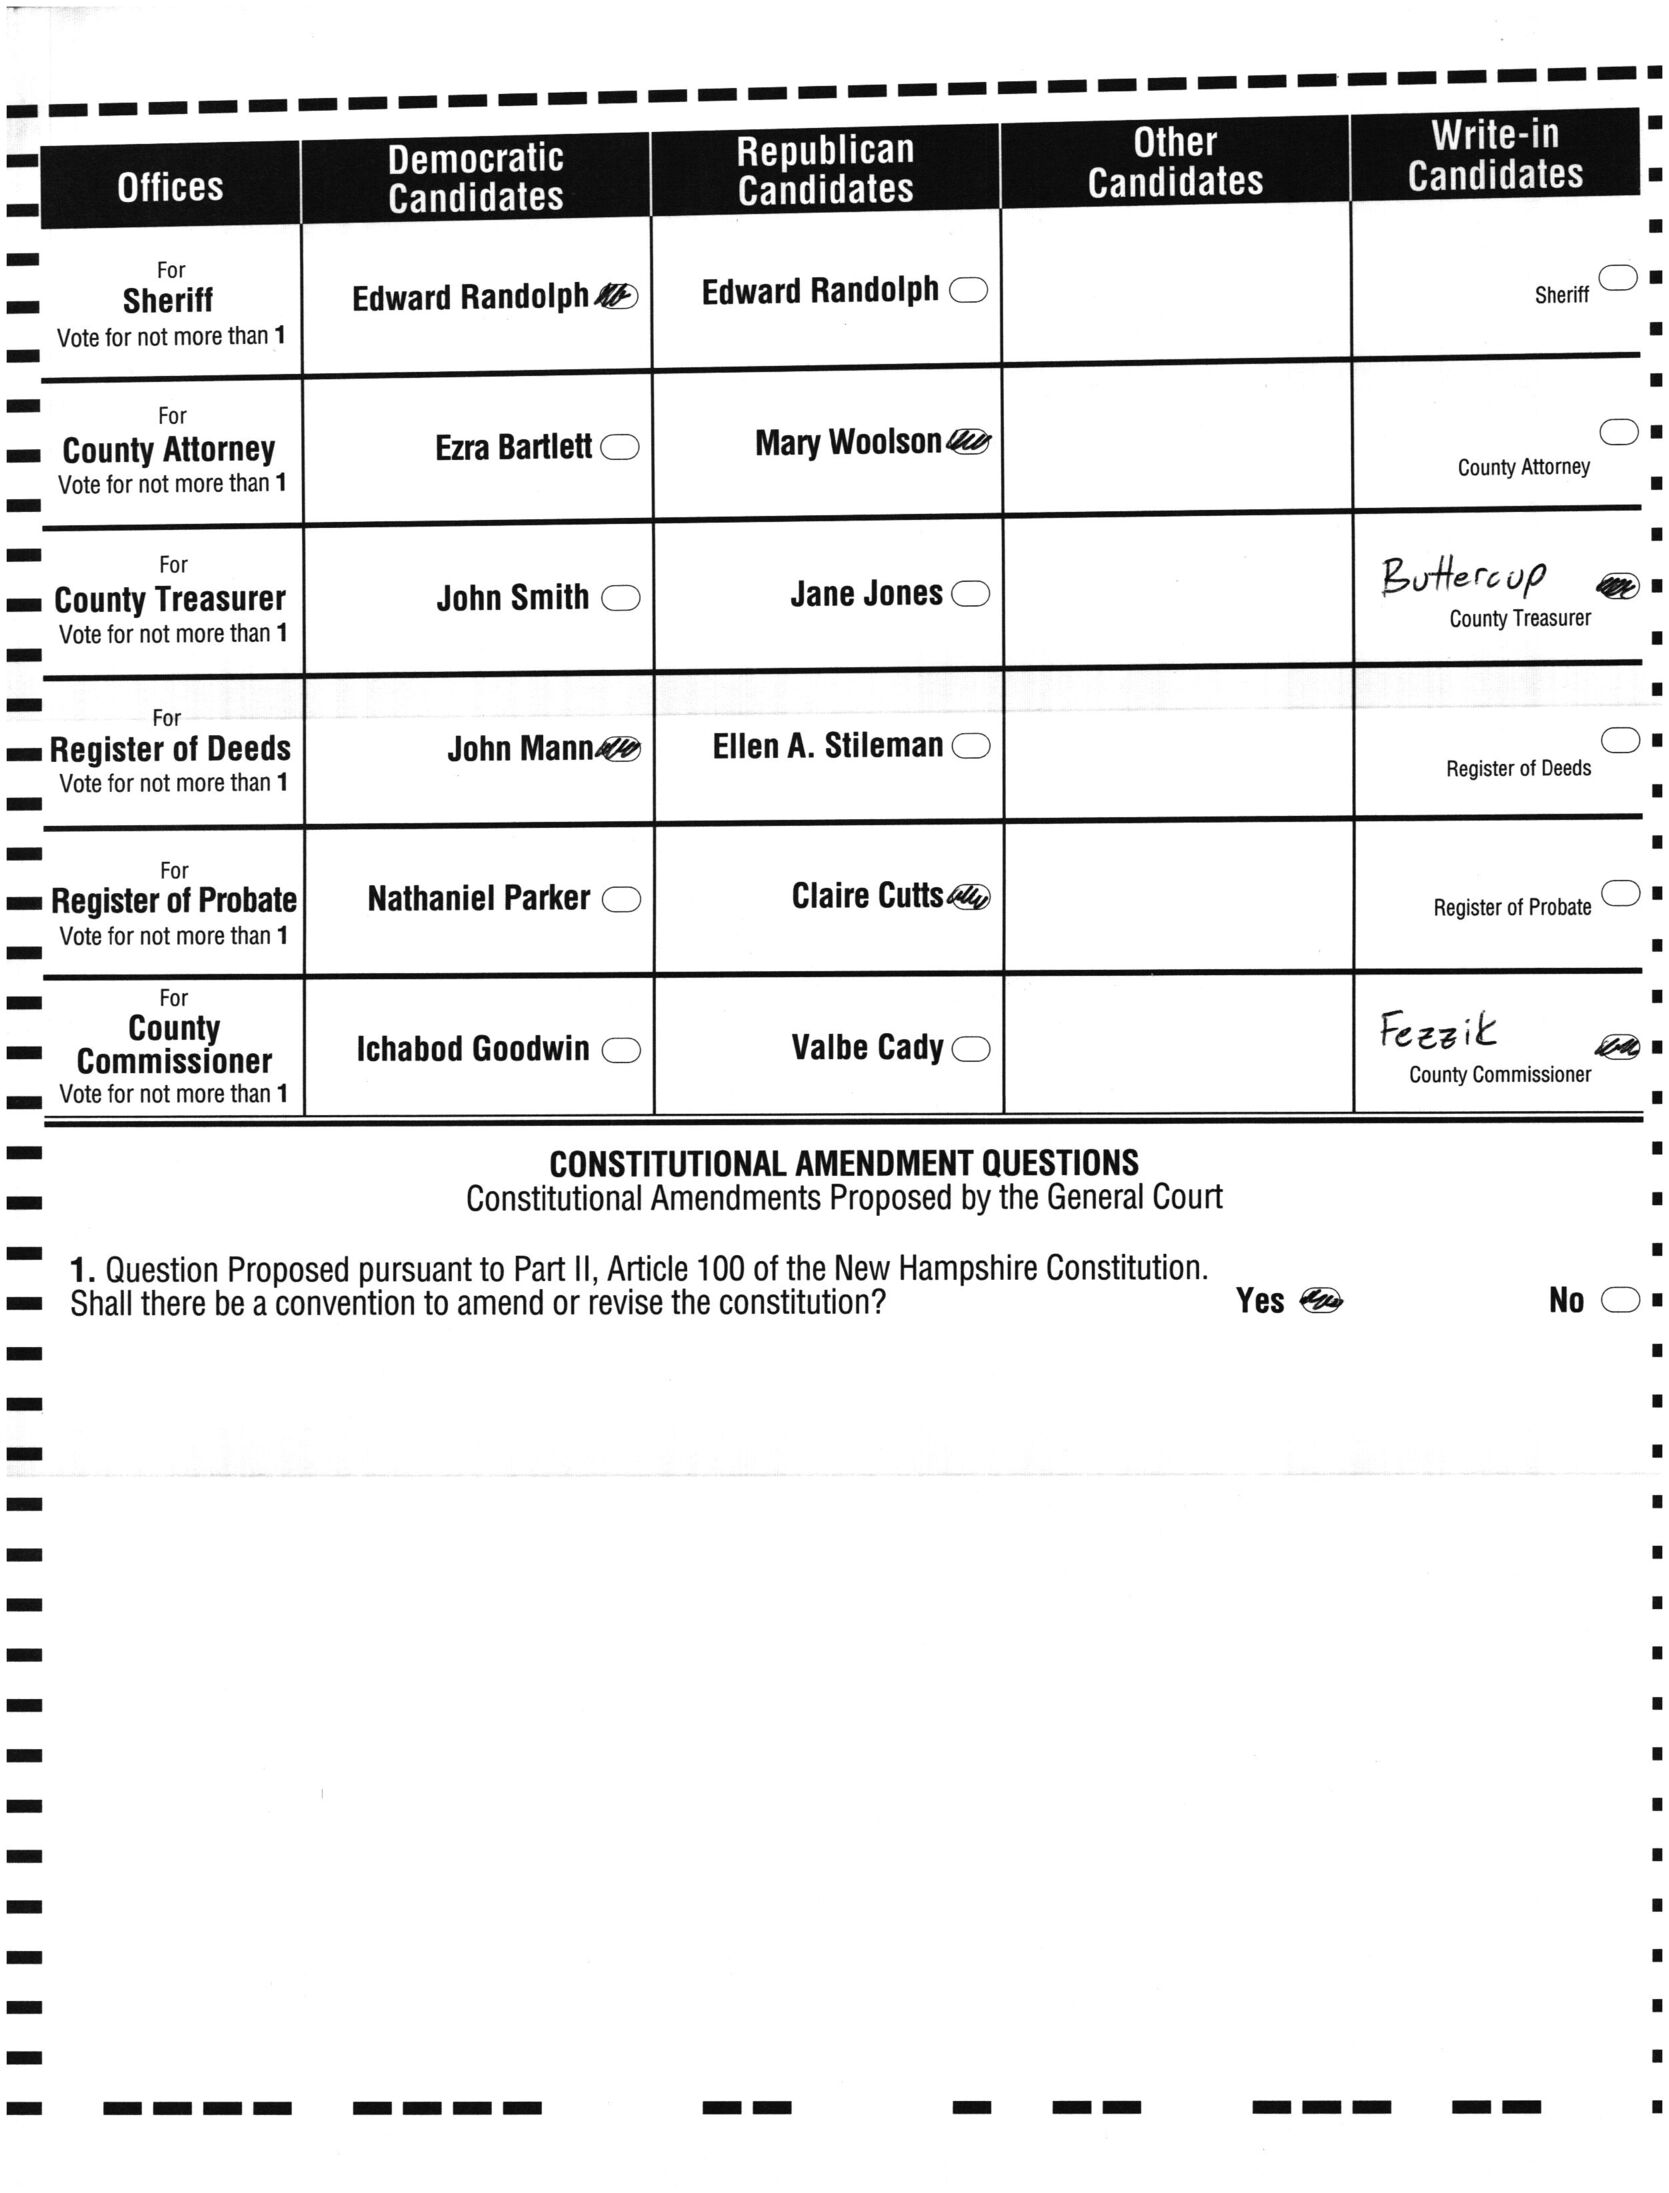 Offices
Democratic
Candidates
Republican
Candidates
Other
Candidates
Write-in
Candidates
For
Sheriff
Vote for not more than 1
Edward Randolph
Edward Randolph
Sheriff
For
County Attorney
Vote for not more than 1
Ezra Bartlett
Mary Woolson
County Attorney
For
County Treasurer
Vote for not more than 1
John Smith
Jane Jones
Buttercup
County Treasurer
For
Register of Deeds
Vote for not more than 1
John Mann
Ellen A. Stileman
Register of Deeds
For
Register of Probate
Vote for not more than 1
Nathaniel Parker
Claire Cutts
Register of Probate
For
County
Commissioner
Vote for not more than 1
Ichabod Goodwin
Valbe Cady
Fezzik
County Commissioner
CONSTITUTIONAL AMENDMENT QUESTIONS
Constitutional Amendments Proposed by the General Court
1. Question Proposed pursuant to Part II, Article 100 of the New Hampshire Constitution.
Shall there be a convention to amend or revise the constitution?
Yes
No